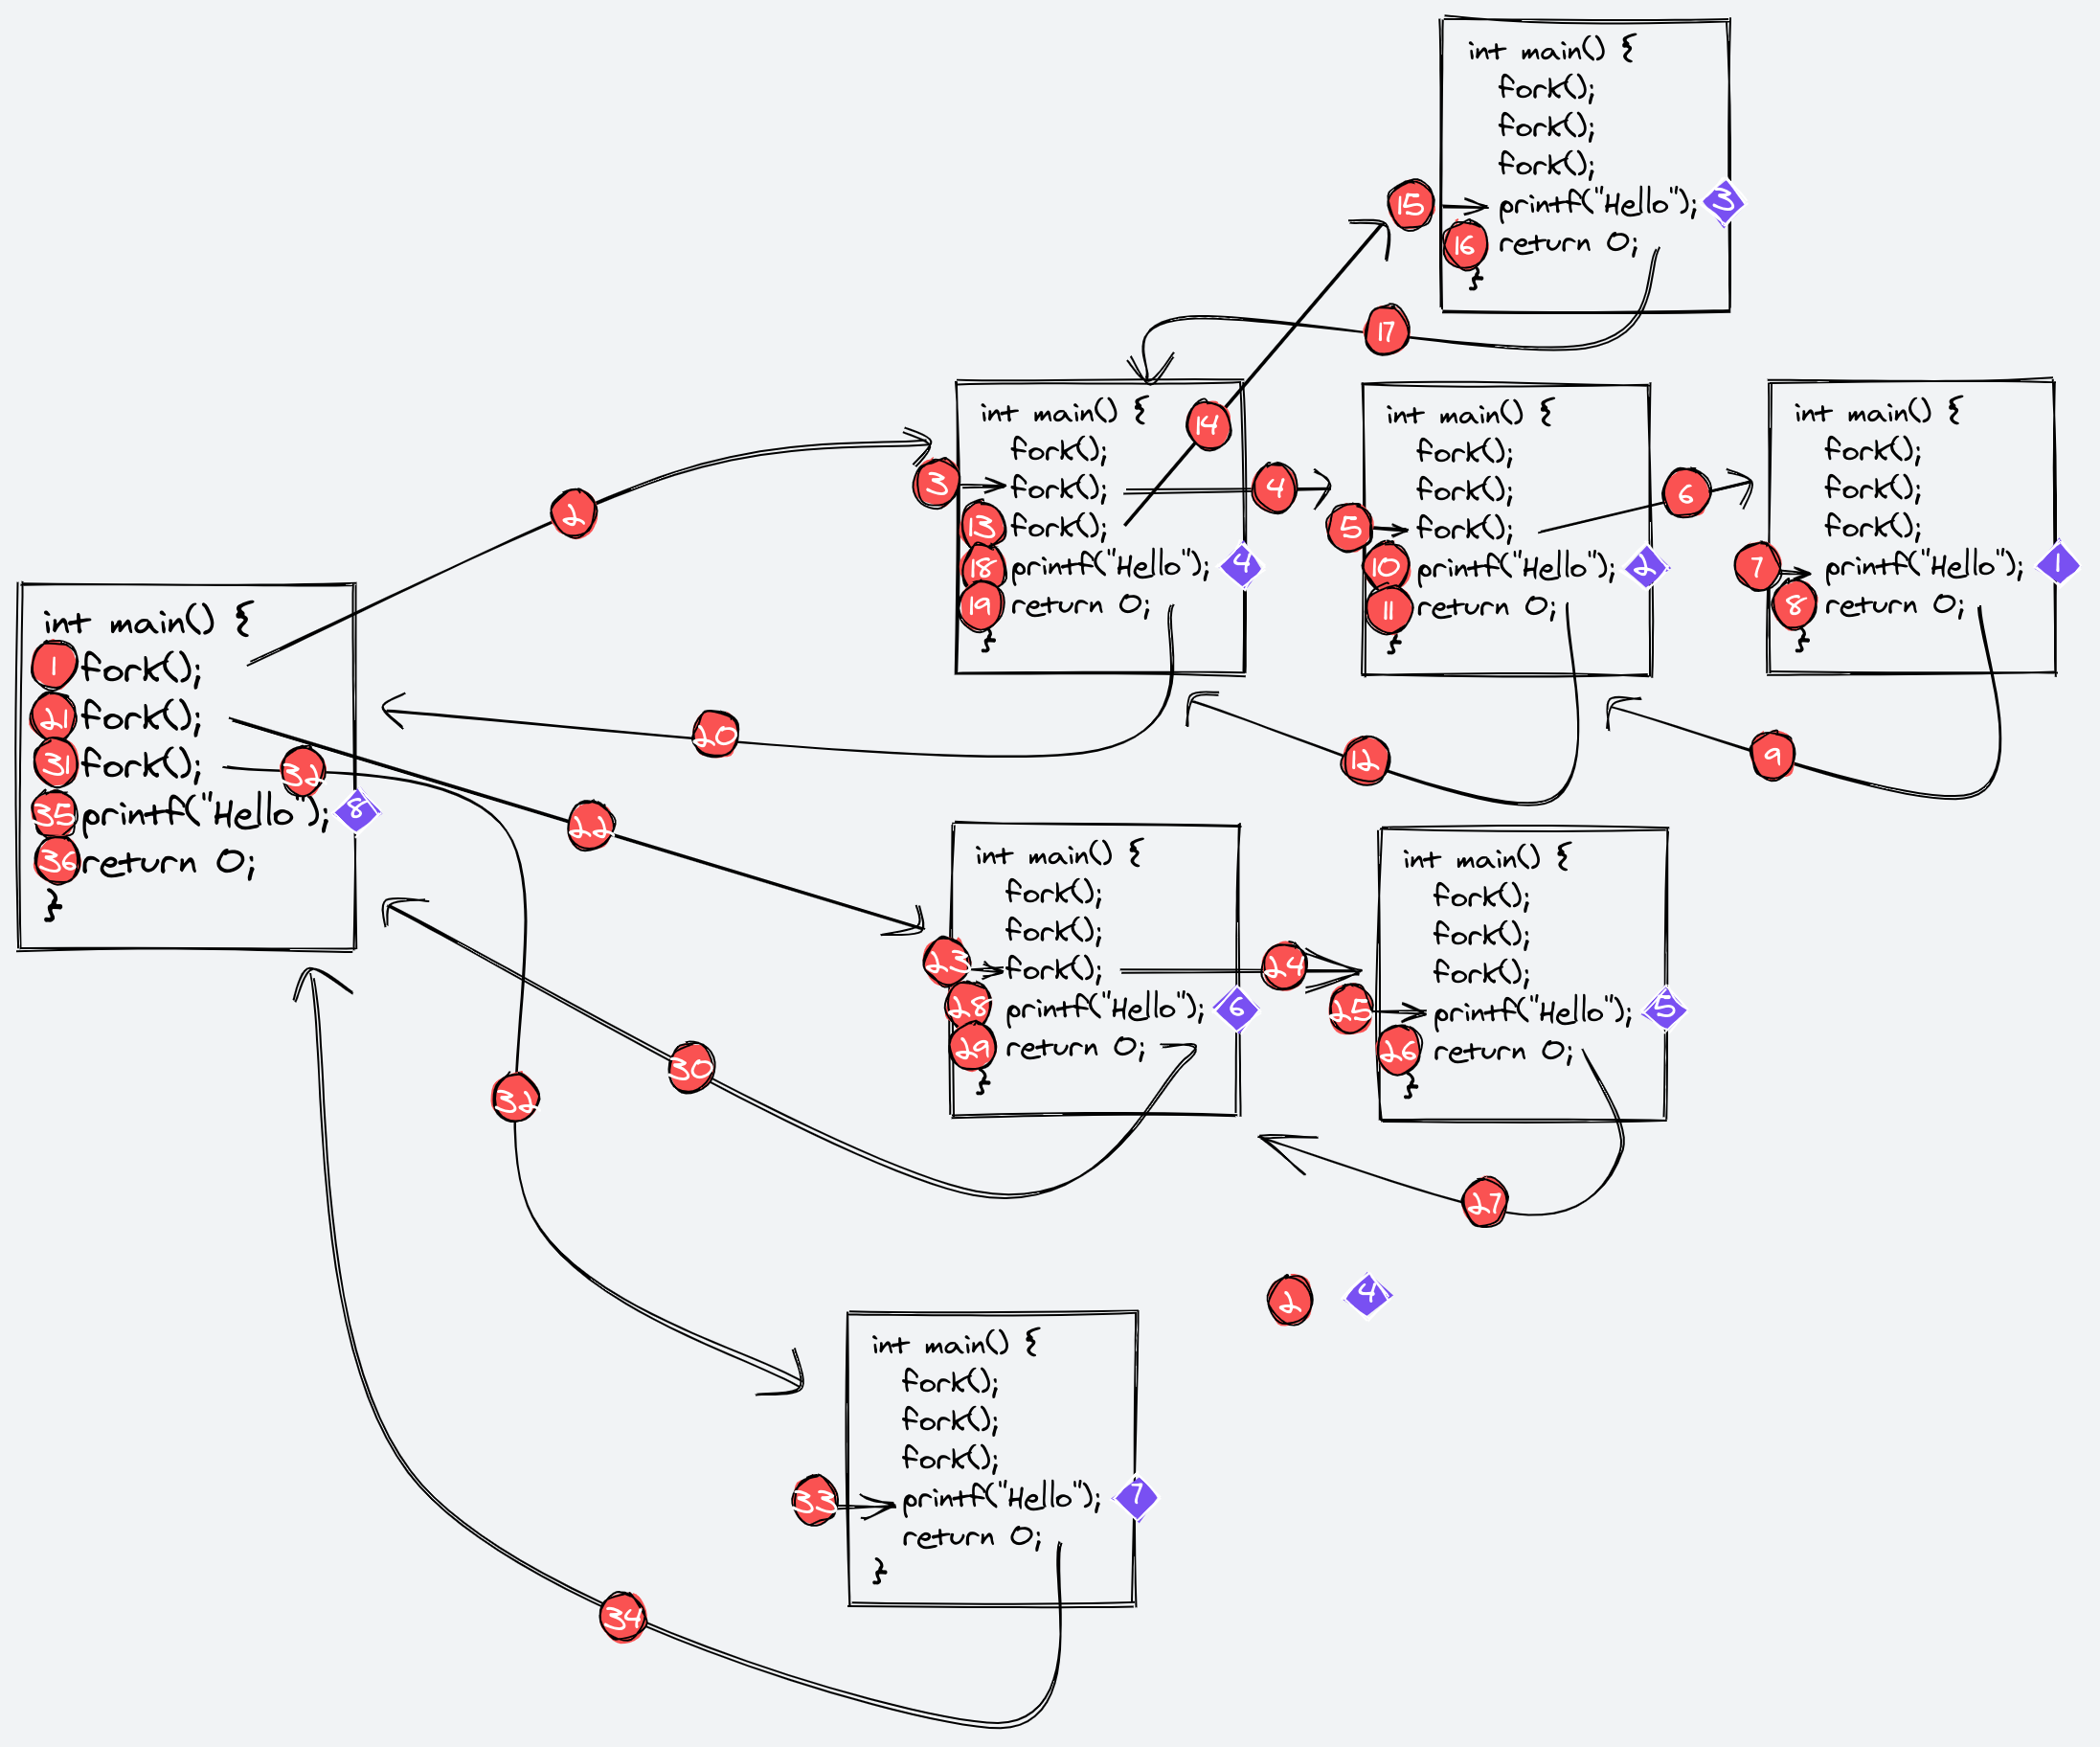 int main() {
fork();
fork();
fork();
15 printf("Hello"); 3
16 return 0;
}
17
int main() {
fork();
3 fork();
13 fork();
18 printf("Hello"); 4
19 return 0;
}
14
4
int main() {
fork();
fork();
5 fork();
10 printf("Hello"); 2
11 return 0;
}
6
int main() {
fork();
fork();
fork();
7 printf("Hello"); 1
8 return 0;
}
2
int main() {
1 fork();
21 fork();
31 fork(); 32
35 printf("Hello"); 8
36 return 0;
}
20
12
9
22
int main() {
fork();
fork();
23 fork();
28 printf("Hello"); 6
29 return 0;
}
24
int main() {
fork();
fork();
fork();
25 printf("Hello"); 5
26 return 0;
}
30
32
27
2 4
int main() {
fork();
fork();
fork();
33 printf("Hello"); 7
return 0;
}
34